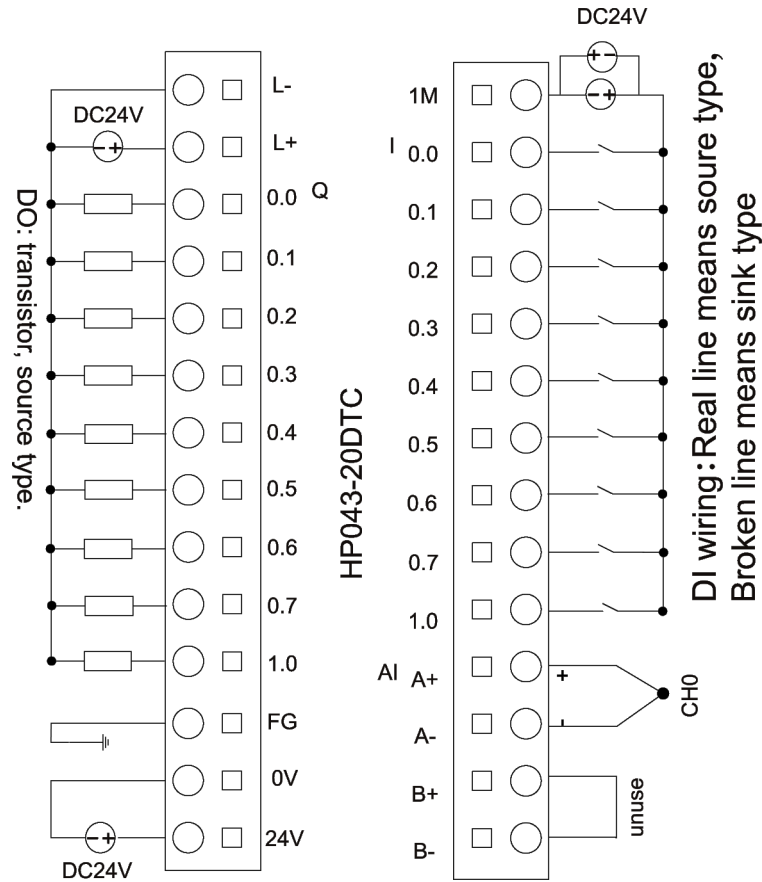 DC24V
L-
DC24V
L+
0.0 Q
0.1
0.2
0.3
0.4
0.5
0.6
0.7
1.0
FG
0V
24V
DC24V
DO: transistor, source type.
HP043-20DTC
1M
I 0.0
0.1
0.2
0.3
0.4
0.5
0.6
0.7
1.0
AI A+
A-
B+
B-
+
-
CH0
unuse
DI wiring:Real line means soure type,
Broken line means sink type